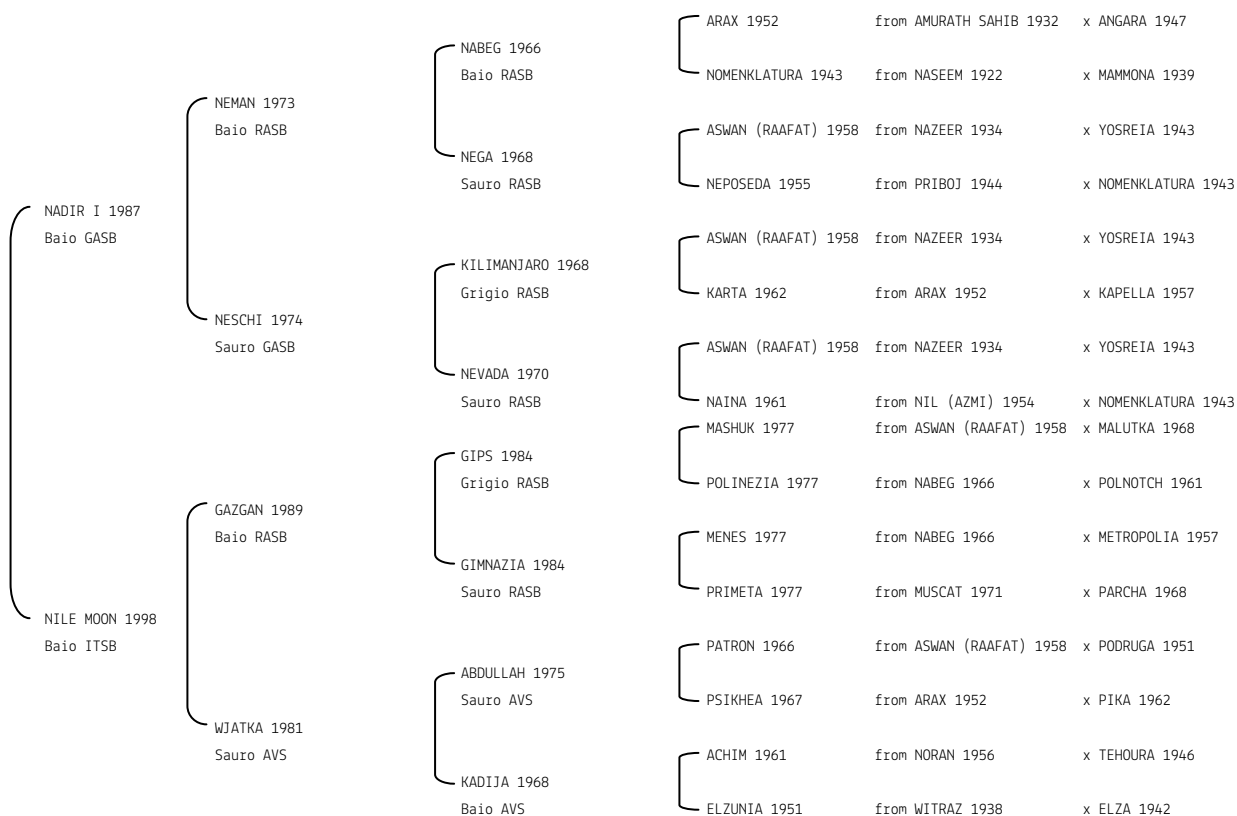 ARAX 1952 from AMURATH SAHIB 1932 x ANGARA 1947
NABEG 1966
Baio RASB NOMENKLATURA 1943 from NASEEM 1922 x MAMMONA 1939
NEMAN 1973
Baio RASB ASWAN (RAAFAT) 1958 from NAZEER 1934 x YOSREIA 1943
NEGA 1968
Sauro RASB NEPOSEDA 1955 from PRIBOJ 1944 x NOMENKLATURA 1943
NADIR I 1987
Baio GASB ASWAN (RAAFAT) 1958 from NAZEER 1934 x YOSREIA 1943
KILIMANJARO 1968
Grigio RASB KARTA 1962 from ARAX 1952 x KAPELLA 1957
NESCHI 1974
Sauro GASB ASWAN (RAAFAT) 1958 from NAZEER 1934 x YOSREIA 1943
NEVADA 1970
Sauro RASB NAINA 1961 from NIL (AZMI) 1954 x NOMENKLATURA 1943
MASHUK 1977 from ASWAN (RAAFAT) 1958 x MALUTKA 1968
GIPS 1984
Grigio RASB POLINEZIA 1977 from NABEG 1966 x POLNOTCH 1961
GAZGAN 1989
Baio RASB MENES 1977 from NABEG 1966 x METROPOLIA 1957
GIMNAZIA 1984
Sauro RASB PRIMETA 1977 from MUSCAT 1971 x PARCHA 1968
NILE MOON 1998
Baio ITSB PATRON 1966 from ASWAN (RAAFAT) 1958 x PODRUGA 1951
ABDULLAH 1975
Sauro AVS PSIKHEA 1967 from ARAX 1952 x PIKA 1962
WJATKA 1981
Sauro AVS ACHIM 1961 from NORAN 1956 x TEHOURA 1946
KADIJA 1968
Baio AVS ELZUNIA 1951 from WITRAZ 1938 x ELZA 1942